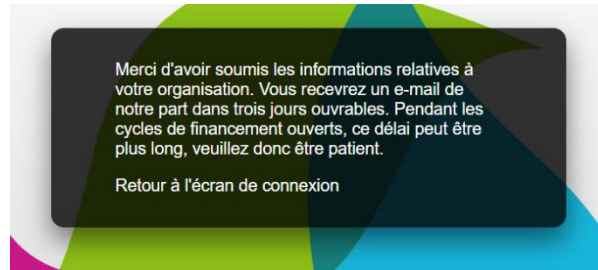 Merci d'avoir soumis les informations relatives à
votre organisation. Vous recevrez un e-mail de
notre part dans trois jours ouvrables. Pendant les
cycles de financement ouverts, ce délai peut être
plus long, veuillez donc être patient.
Retour à l'écran de connexion